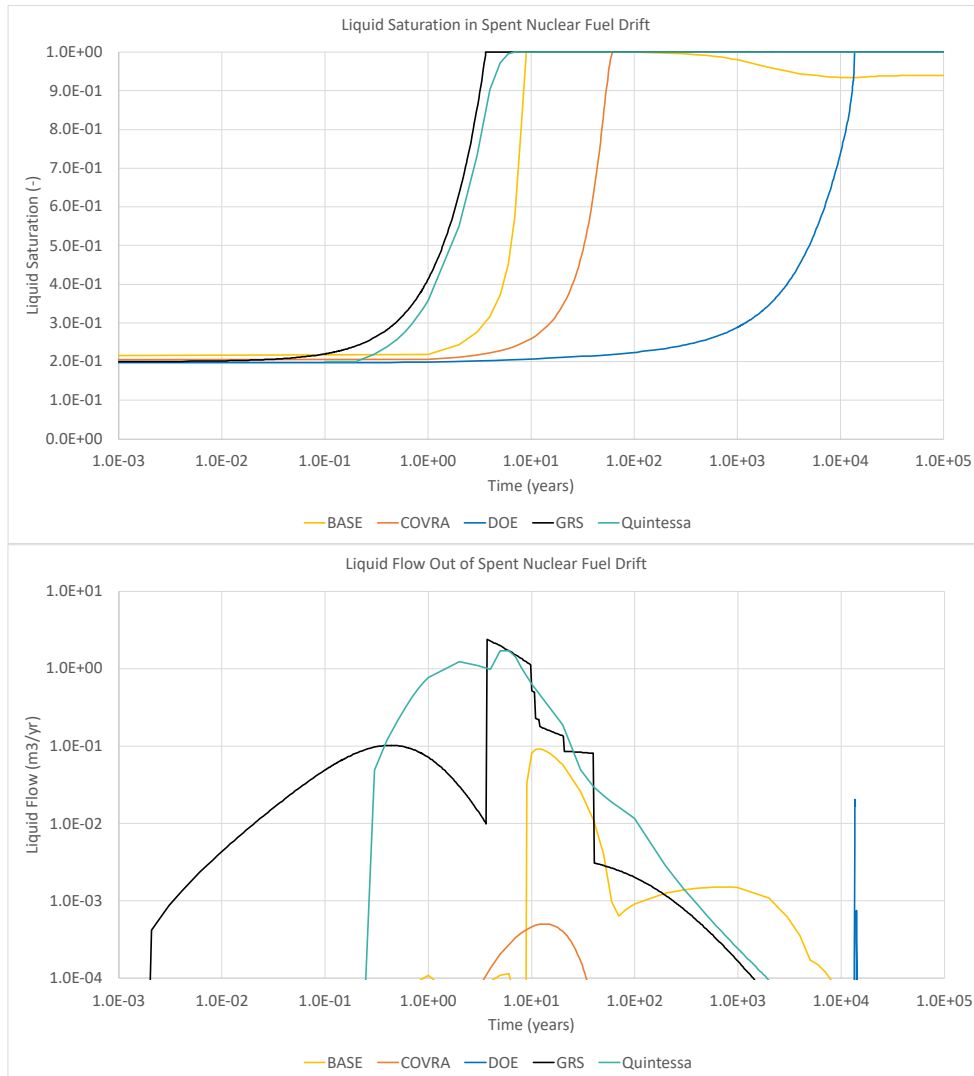 Liquid Saturation in Spent Nuclear Fuel Drift
1.0E+00
9.0E-01
8.0E-01
7.0E-01
6.0E-01
5.0E-01
4.0E-01
3.0E-01
2.0E-01
1.0E-01
0.0E+00
Liquid Saturation (-)
1.0E-03 1.0E-02 1.0E-01 1.0E+00 1.0E+01 1.0E+02 1.0E+03 1.0E+04 1.0E+05
Time (years)
BASE COVRA DOE GRS Quintessa
Liquid Flow Out of Spent Nuclear Fuel Drift
1.0E+01
1.0E+00
1.0E-01
1.0E-02
1.0E-03
1.0E-04
Liquid Flow (m3/yr)
1.0E-03 1.0E-02 1.0E-01 1.0E+00 1.0E+01 1.0E+02 1.0E+03 1.0E+04 1.0E+05
Time (years)
BASE COVRA DOE GRS Quintessa